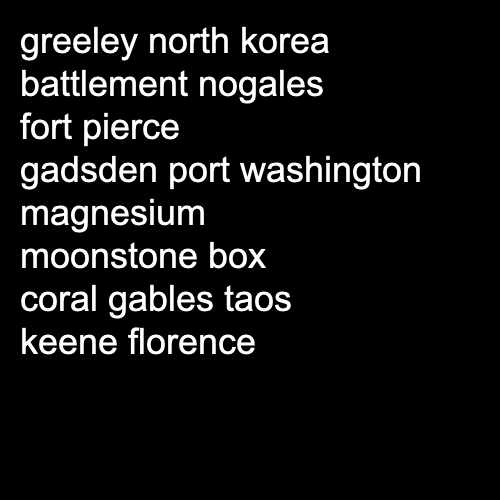 greeley north korea
battlement nogales
fort pierce
gadsden port washington
magnesium
moonstone box
coral gables taos
keene florence